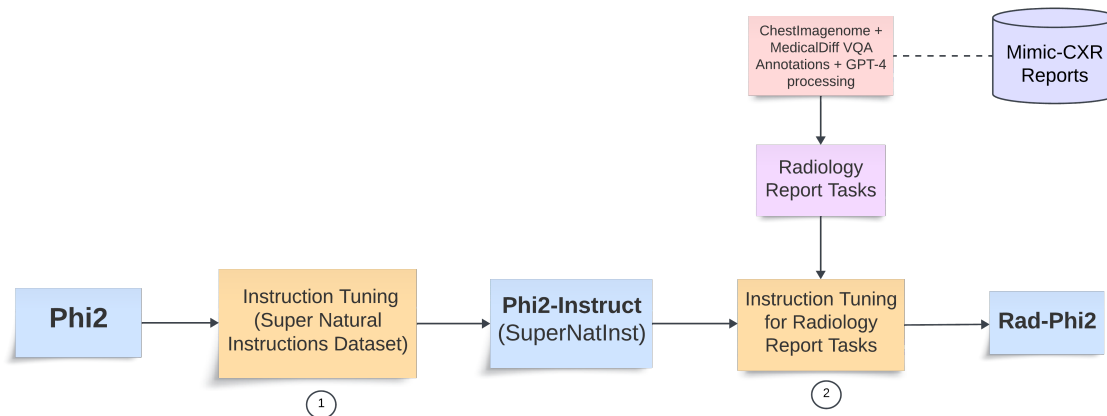 ChestImagenome +
MedicalDiff VQA
Annotations + GPT-4
processing
Mimic-CXR
Reports
Radiology
Report Tasks
Phi2
Instruction Tuning
(Super Natural
Instructions Dataset)
Phi2-Instruct
(SuperNatInst)
Instruction Tuning
for Radiology
Report Tasks
Rad-Phi2
1
2